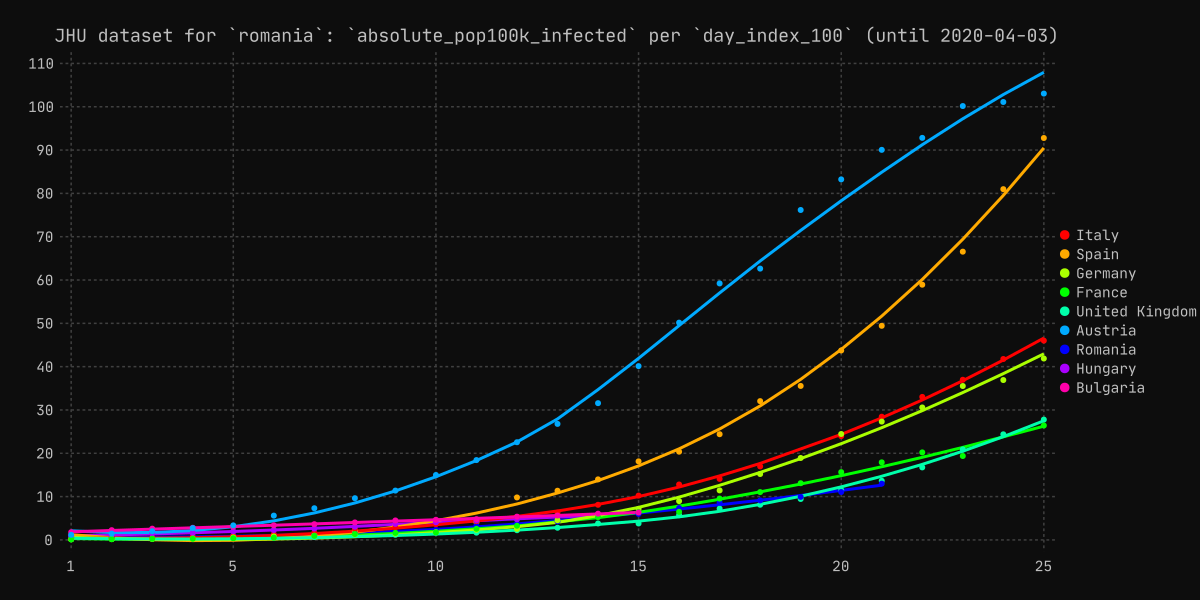 JHU dataset for `romania`: `absolute_pop100k_infected` per `day_index_100` (until 2020-04-03)
110
100
90
80
70
60
50
40
30
20
10
0
1 5 10 15 20 25
Italy
Spain
Germany
France
United Kingdom
Austria
Romania
Hungary
Bulgaria